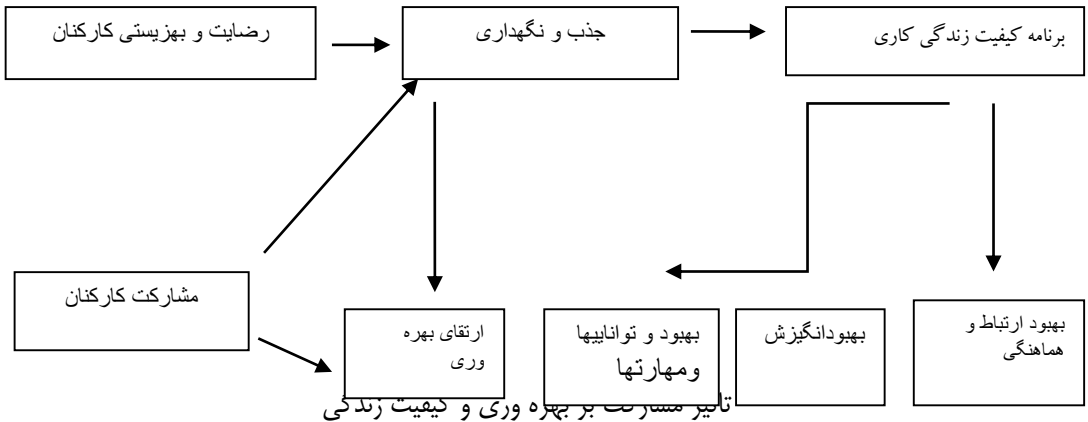 برنامه کیفیت زندگی کاری
جذب و نگهداری
رضایت و بهزیستی کارکنان
مشارکت کارکنان
بهبود ارتباط و
هماهنگی
بهبودانگیزش
بهبود و تواناییها
ومهارتها
ارتقای بهره
وری
تاثیر مشارکت بر بهره وری و کیفیت زندگی